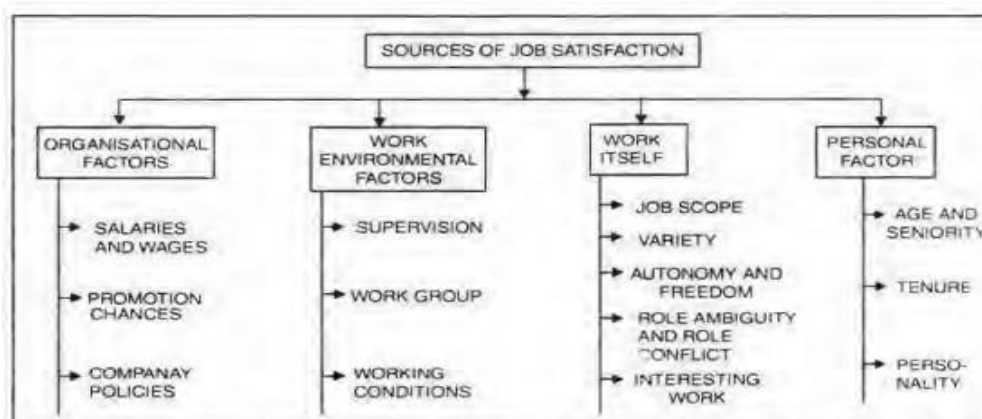 SOURCES OF JOB SATISFACTION
ORGANISATIONAL
FACTORS
SALARIES
AND WAGES
PROMOTION
CHANCES
COMPANAY
POLICIES
WORK
ENVIRONMENTAL
FACTORS
SUPERVISION
WORK GROUP
WORKING
CONDITIONS
WORK
ITSELF
JOB SCOPE
VARIETY
AUTONOMY AND
FREEDOM
ROLE AMBIGUITY
AND ROLE
CONFLICT
INTERESTING
WORK
PERSONAL
FACTOR
AGE AND
SENIORITY
TENURE
PERSO-
NALITY